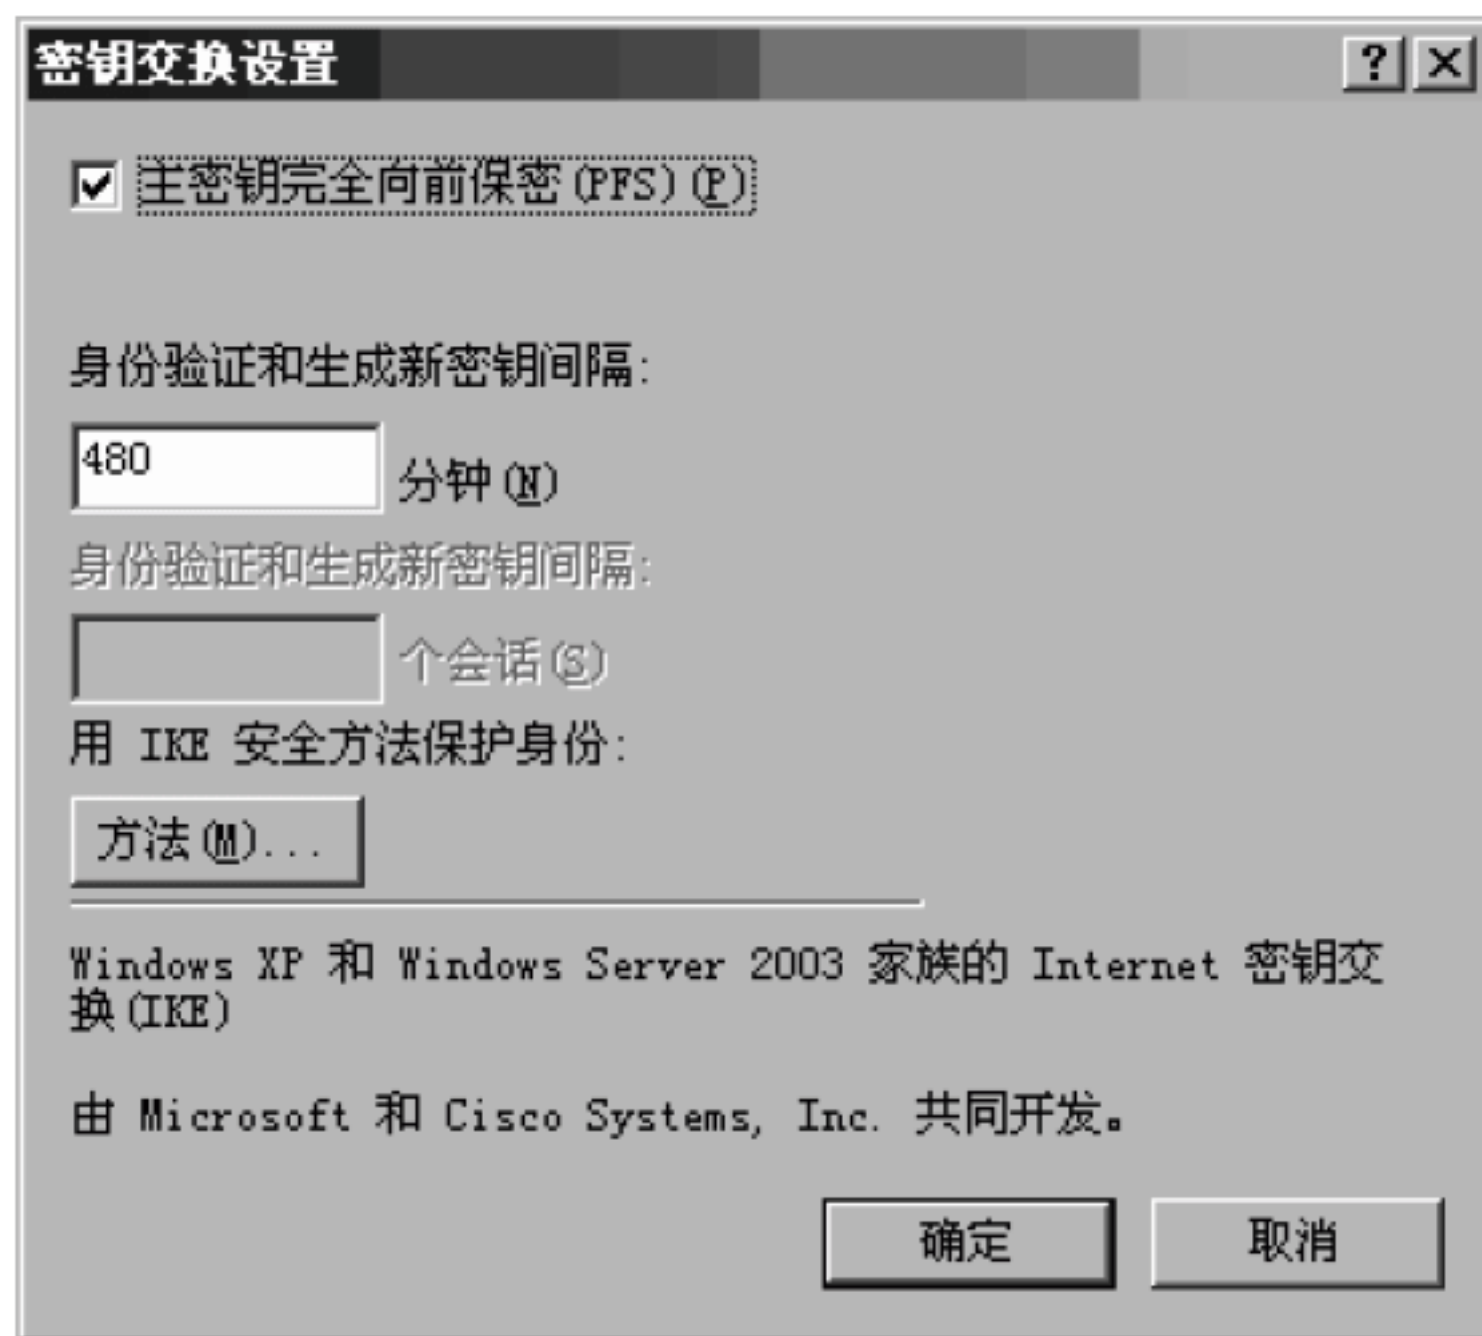 密钥交换设置
主密钥完全向前保密(PFS)(P)
身份验证和生成新密钥间隔:
480 分钟(N)
身份验证和生成新密钥间隔:
个会话(S)
用 IKE 安全方法保护身份:
方法(M)...
Windows XP 和 Windows Server 2003 家族的 Internet 密钥交
换(IKE)
由 Microsoft 和 Cisco Systems, Inc. 共同开发。
确定 取消